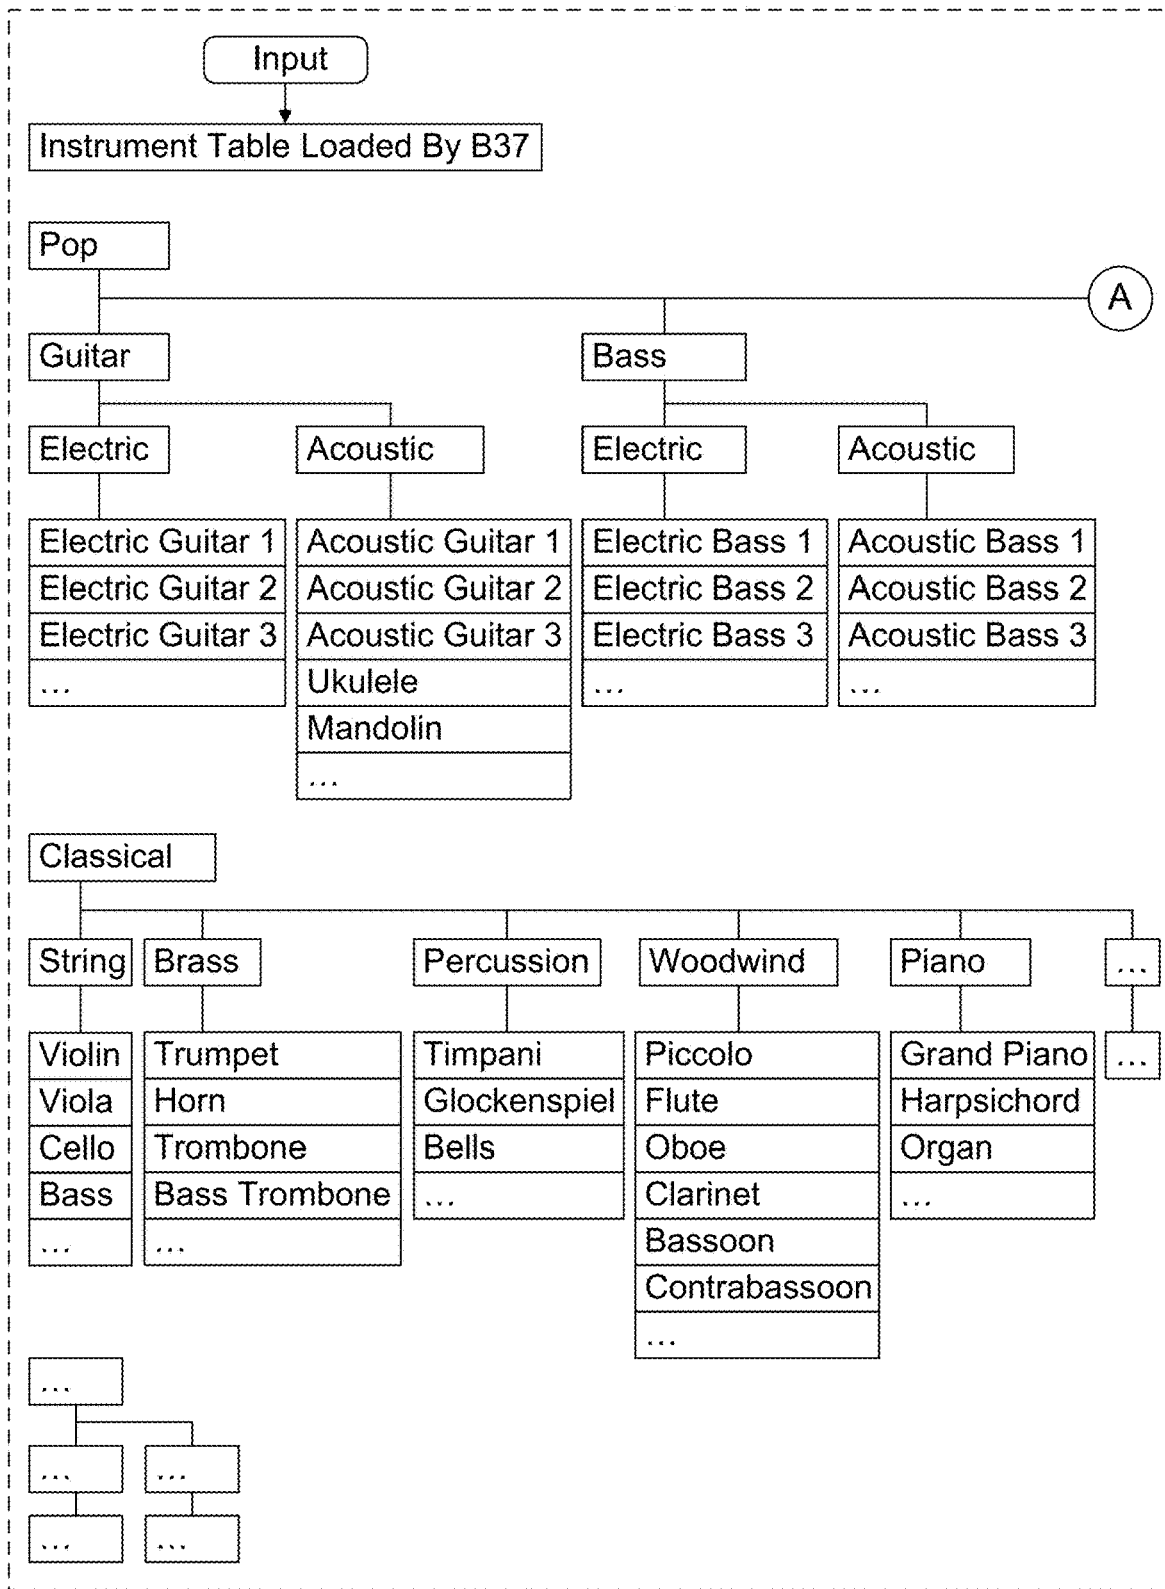 Input
Instrument Table Loaded By B37
Pop
A
Guitar
Bass
Electric
Acoustic
Electric
Acoustic
Electric Guitar 1
Electric Guitar 2
Electric Guitar 3
...
Acoustic Guitar 1
Acoustic Guitar 2
Acoustic Guitar 3
Ukulele
Mandolin
...
Electric Bass 1
Electric Bass 2
Electric Bass 3
...
Acoustic Bass 1
Acoustic Bass 2
Acoustic Bass 3
...
Classical
String
Brass
Percussion
Woodwind
Piano
...
Violin
Viola
Cello
Bass
...
Trumpet
Horn
Trombone
Bass Trombone
...
Timpani
Glockenspiel
Bells
...
Piccolo
Flute
Oboe
Clarinet
Bassoon
Contrabassoon
...
Grand Piano
Harpsichord
Organ
...
...
...
...
...
...
...